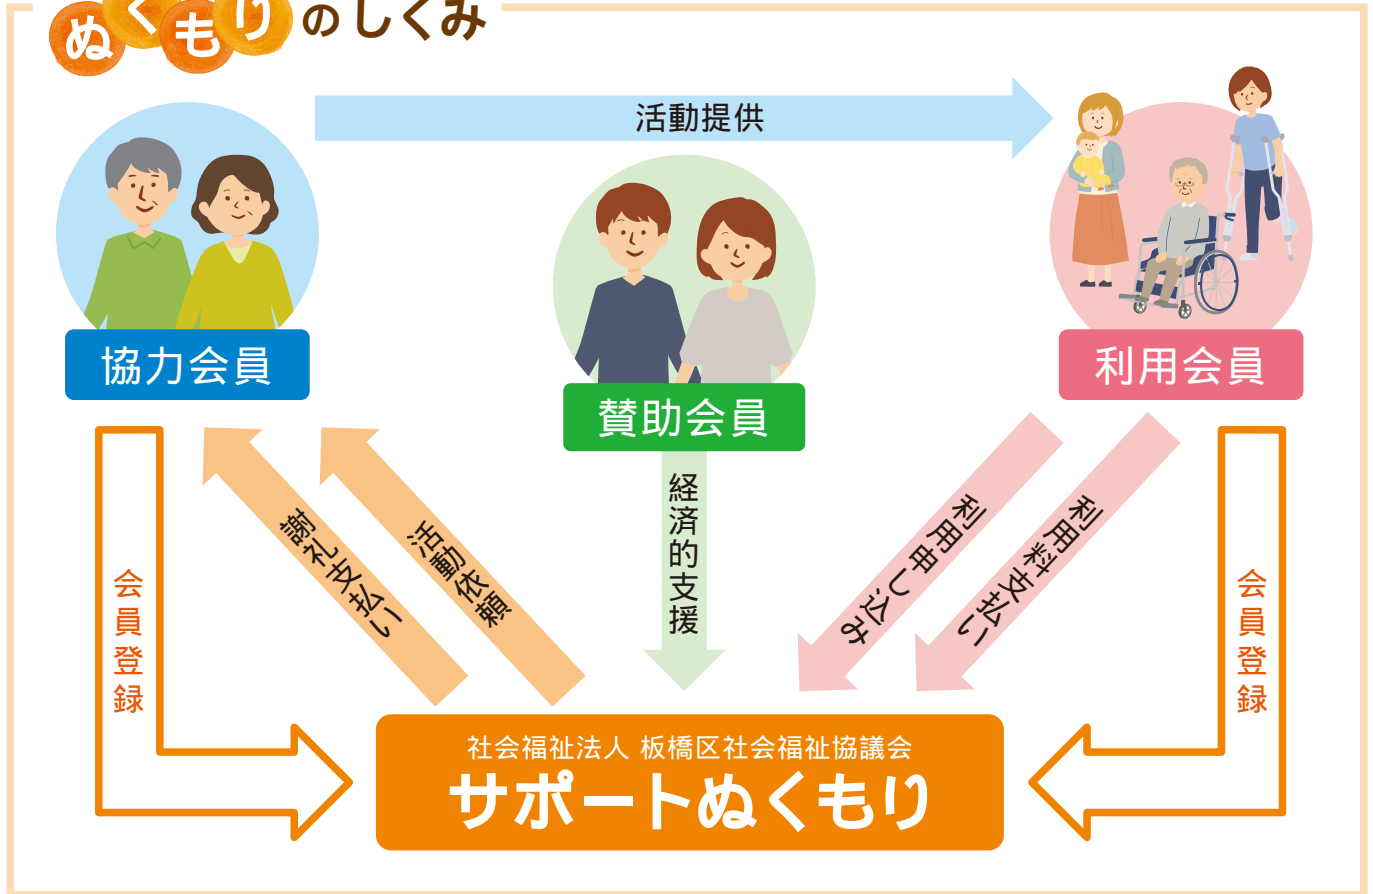 ぬくもりのしくみ
活動提供
協力会員
賛助会員
利用会員
会員登録
謝礼支払い
活動依頼
経済的支援
利用申し込み
利用料支払い
会員登録
社会福祉法人 板橋区社会福祉協議会
サポートぬくもり